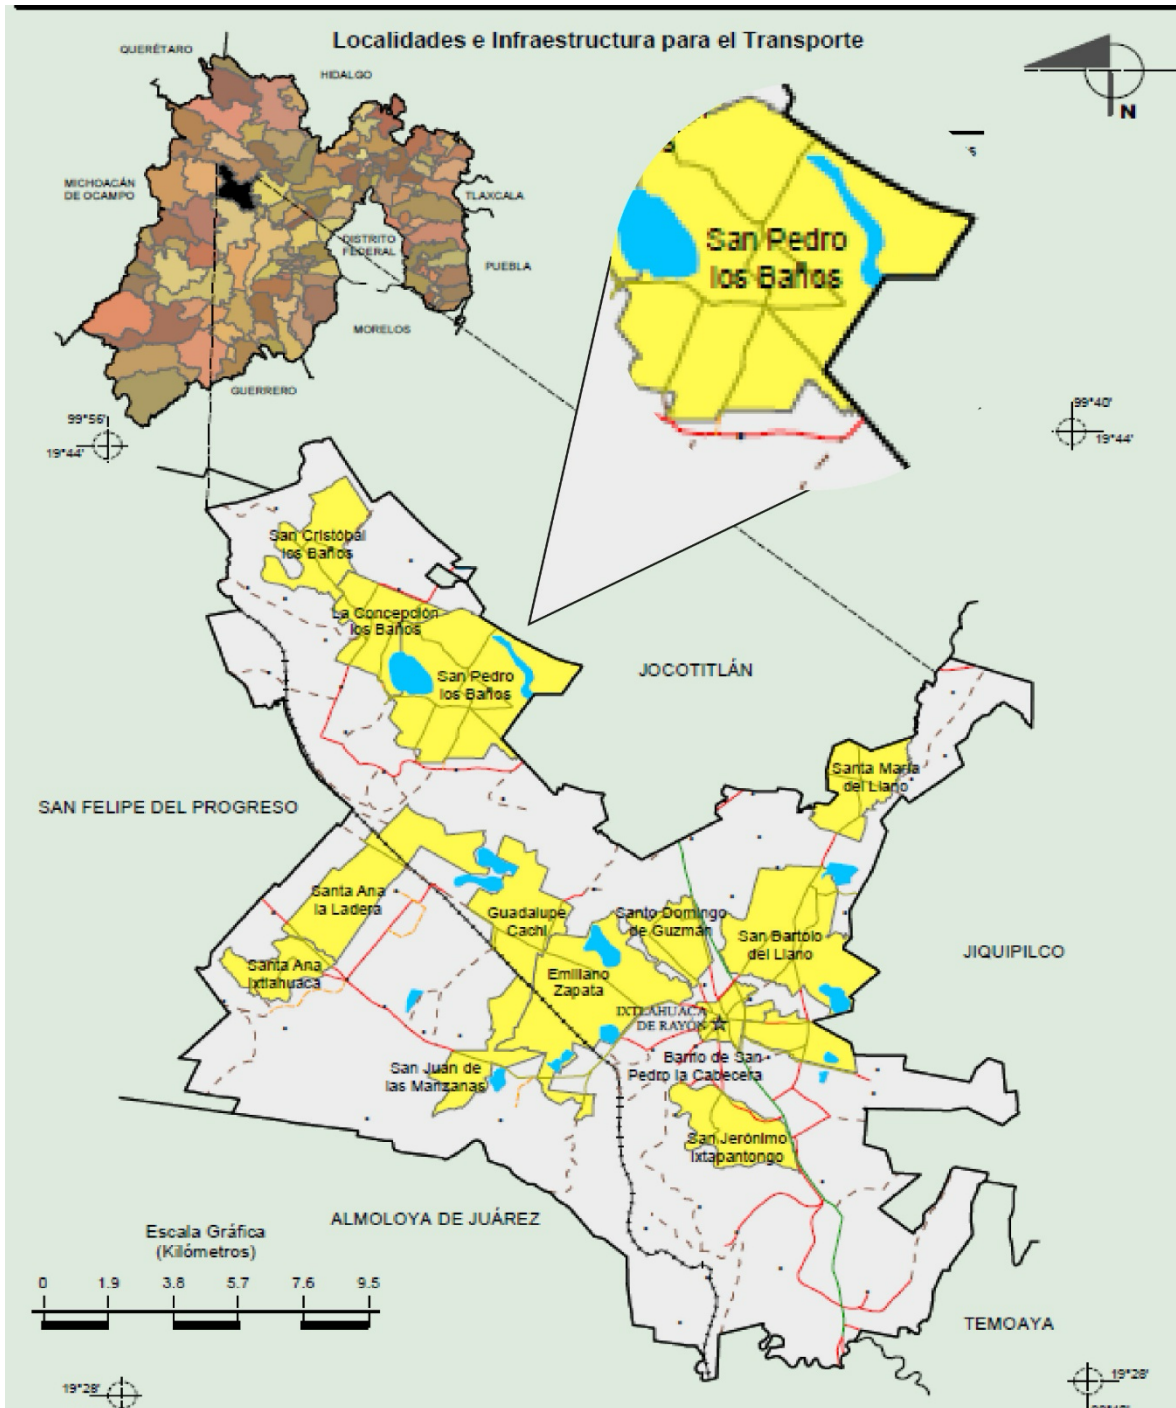 Localidades e Infraestructura para el Transporte
QUERÉTARO
HIDALGO
N
MICHOACÁN
DE OCAMPO
TLAXCALA
DISTRITO
FEDERAL
PUEBLA
MORELOS
GUERRERO
San Pedro
los Baños
99°56'
19°44'
99°40'
19°44'
San Cristóbal
los Baños
La Concepción
los Baños
San Pedro
los Baños
JOCOTITLÁN
Santa María
del Llano
SAN FELIPE DEL PROGRESO
Santa Ana
la Ladera
Guadalupe
Cachi
Santo Domingo
de Guzmán
San Bartolo
del Llano
JIQUIPILCO
Santa Ana
Ixtlahuaca
Emiliano
Zapata
IXTLAHUACA
DE RAYÓN
San Juan de
las Manzanas
Barrio de San
Pedro la Cabecera
San Jerónimo
Ixtapantongo
ALMOLOYA DE JUÁREZ
Escala Gráfica
(Kilómetros)
0 1.9 3.8 5.7 7.6 9.5
TEMOAYA
19°28'
19°28'